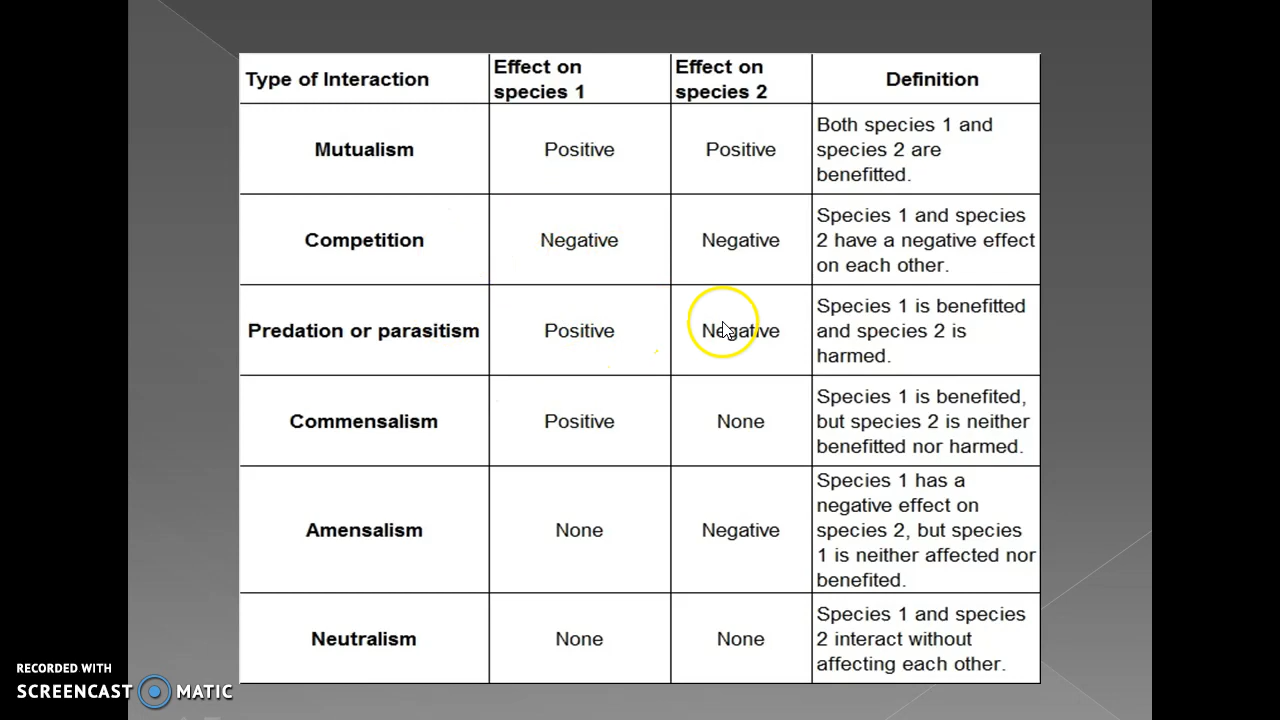 Type of Interaction
Effect on
species 1
Effect on
species 2
Definition
Mutualism
Positive
Positive
Both species 1 and
species 2 are
benefitted.
Competition
Negative
Negative
Species 1 and species
2 have a negative effect
on each other.
Predation or parasitism
Positive
Negative
Species 1 is benefitted
and species 2 is
harmed.
Commensalism
Positive
None
Species 1 is benefited,
but species 2 is neither
benefitted nor harmed.
Amensalism
None
Negative
Species 1 has a
negative effect on
species 2, but species
1 is neither affected nor
benefited.
Neutralism
None
None
Species 1 and species
2 interact without
affecting each other.
RECORDED WITH
SCREENCAST MATIC